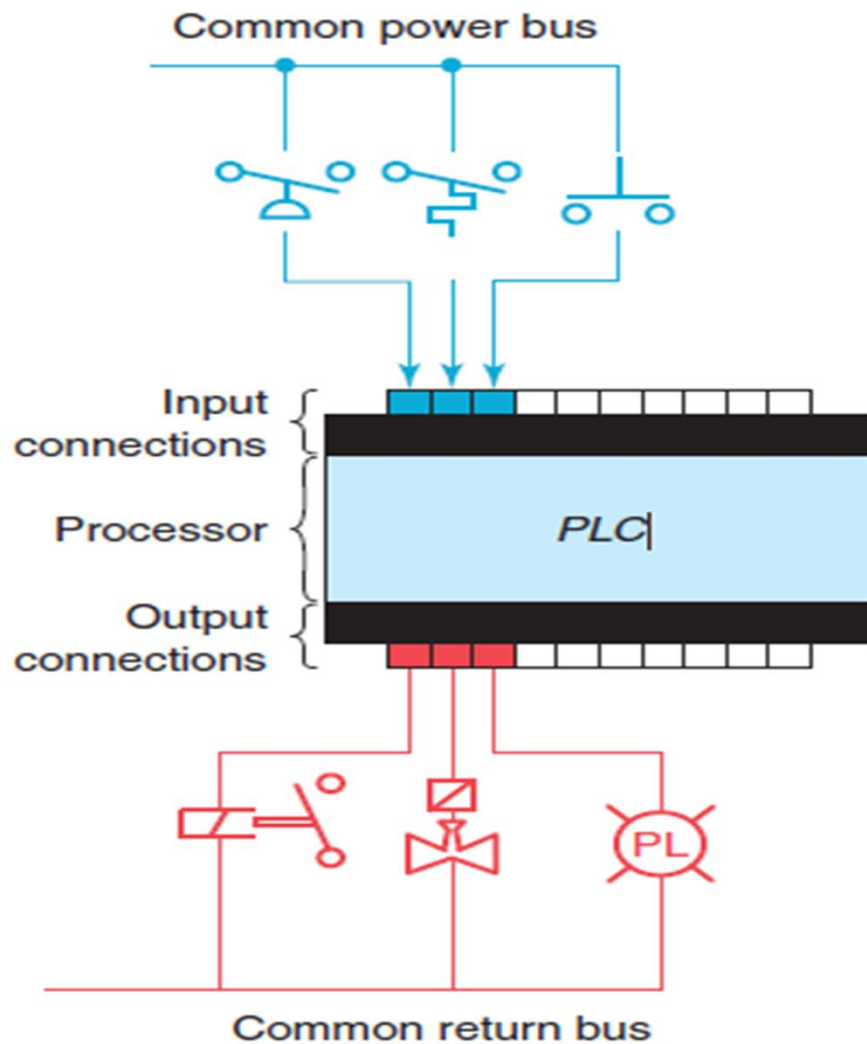 Common power bus
Input
connections
Processor
PLC
Output
connections
PL
Common return bus